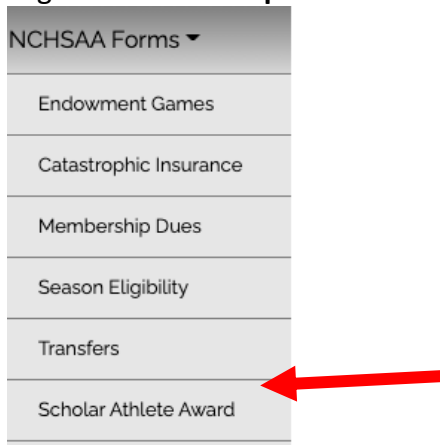 NCHSAA Forms
Endowment Games
Catastrophic Insurance
Membership Dues
Season Eligibility
Transfers
Scholar Athlete Award